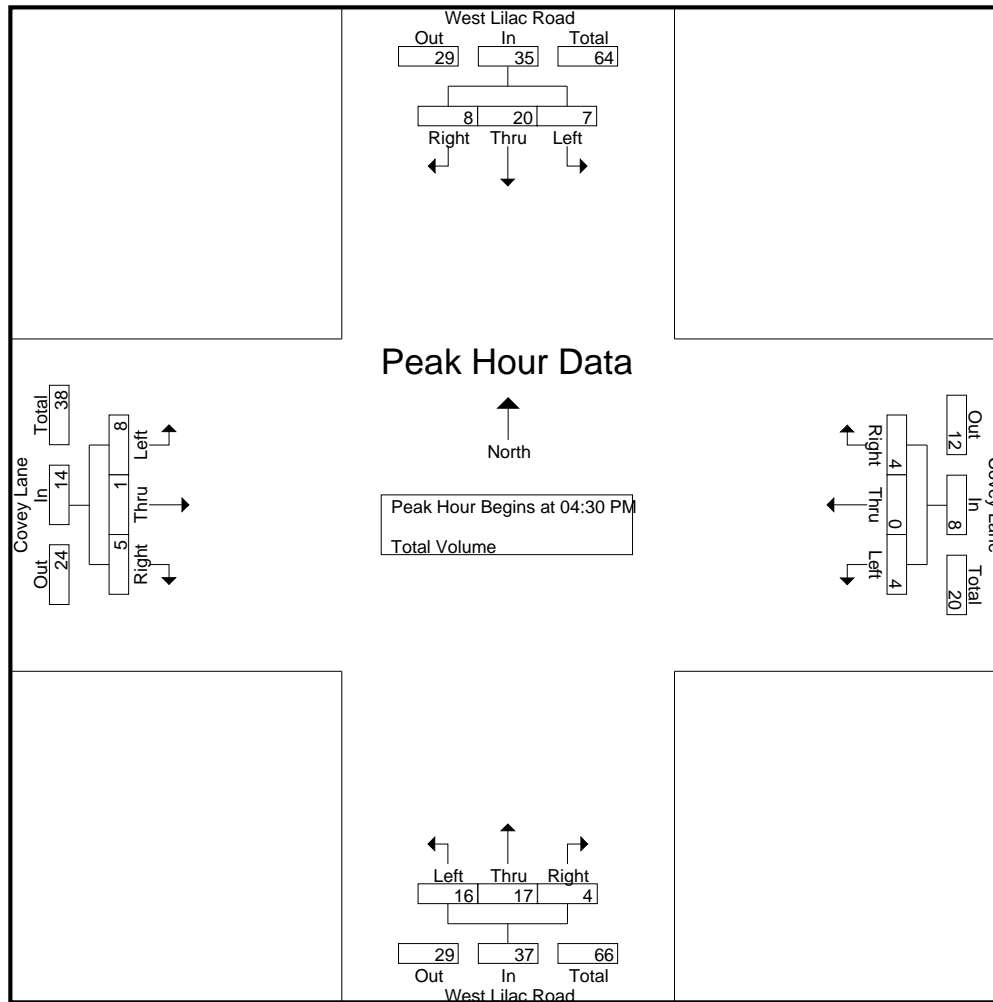 West Lilac Road
Out In Total
29 35 64
8 20 7
Right Thru Left
Peak Hour Data
North
Peak Hour Begins at 04:30 PM
Total Volume
Covey Lane
Out In Total
24 14 38
5 1 8
Right Thru Left
Covey Lane
Out In Total
12 8 20
4 0 4
Right Thru Left
Left Thru Right
16 17 4
29 37 66
Out In Total
West Lilac Road